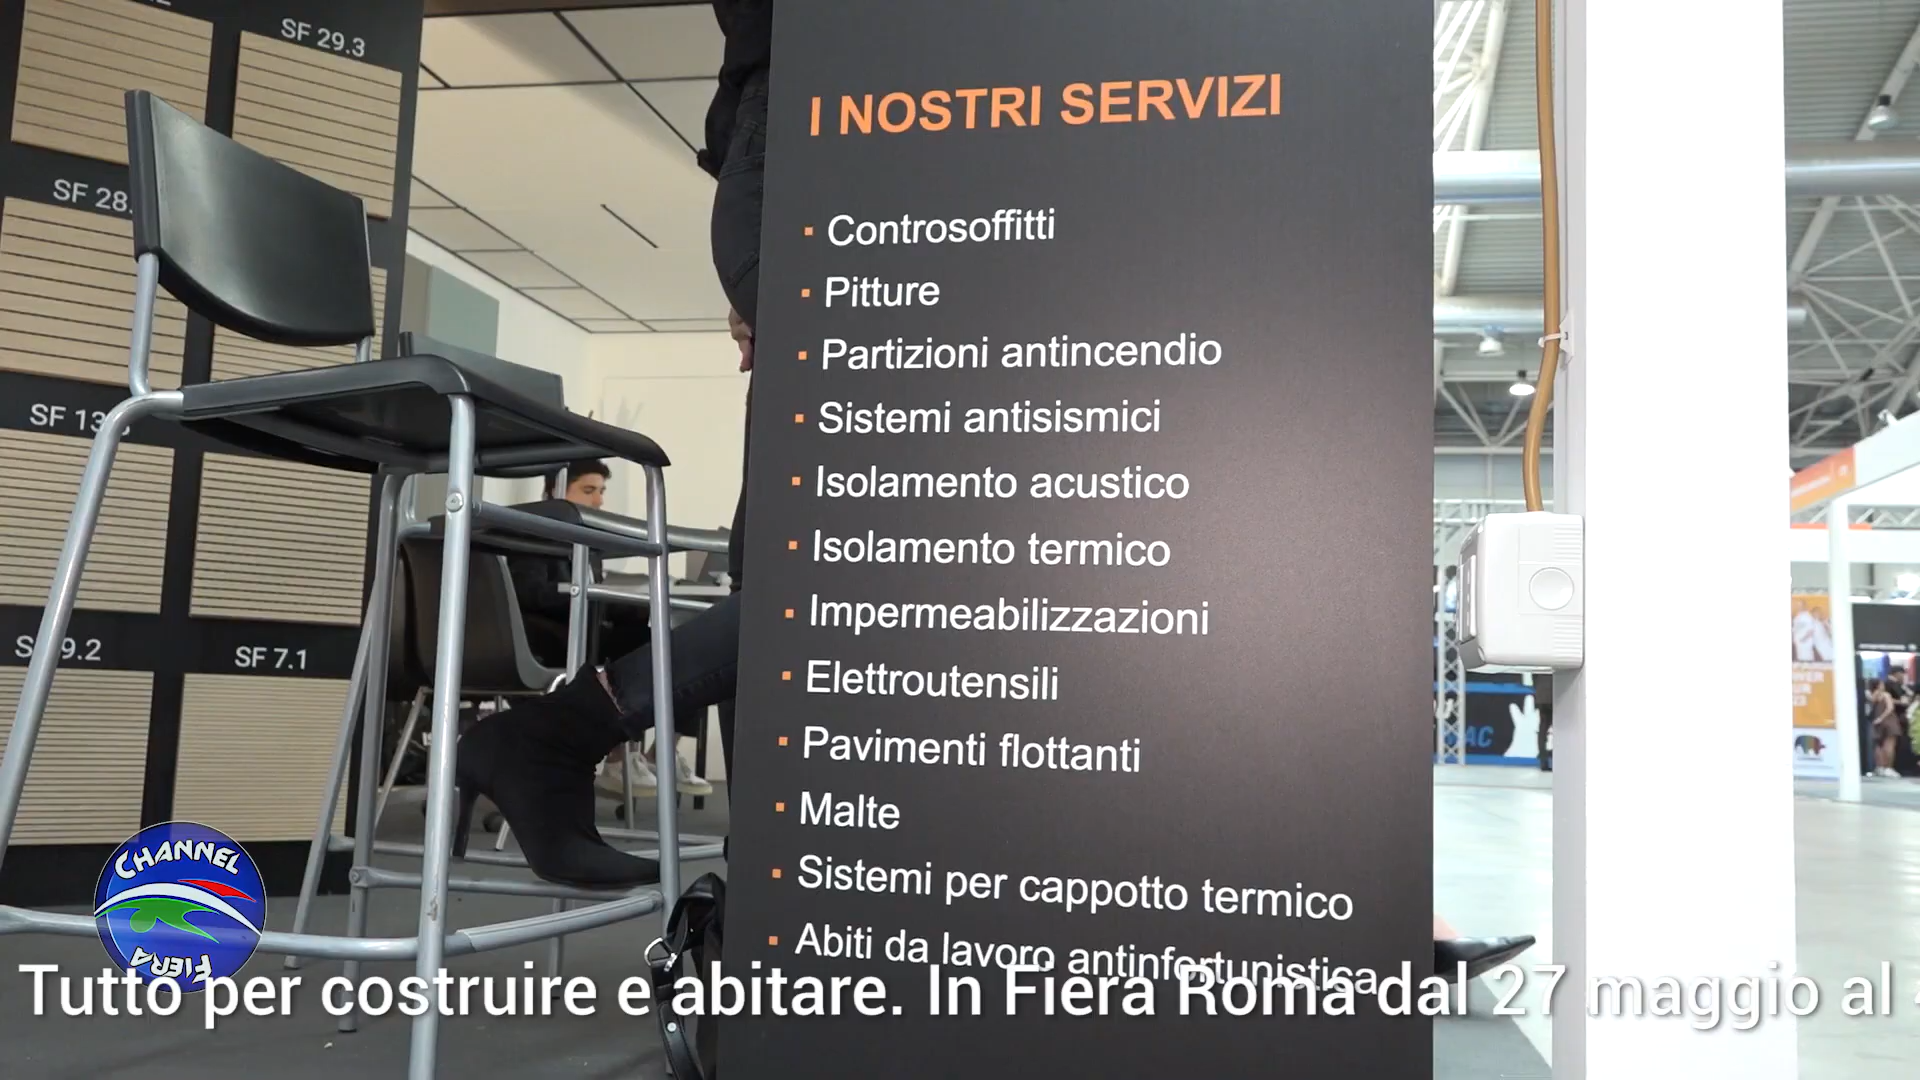 SF 29.3
SF 28.
SF 13.
9.2
SF 7.1
I NOSTRI SERVIZI
Controsoffitti
Pitture
Partizioni antincendio
Sistemi antisismici
Isolamento acustico
Isolamento termico
Impermeabilizzazioni
Elettroutensili
Pavimenti flottanti
Malte
Sistemi per cappotto termico
Abiti da lavoro antinfortunistica
CHANNEL
FIERA
Tutto per costruire e abitare. In Fiera Roma dal 27 maggio al